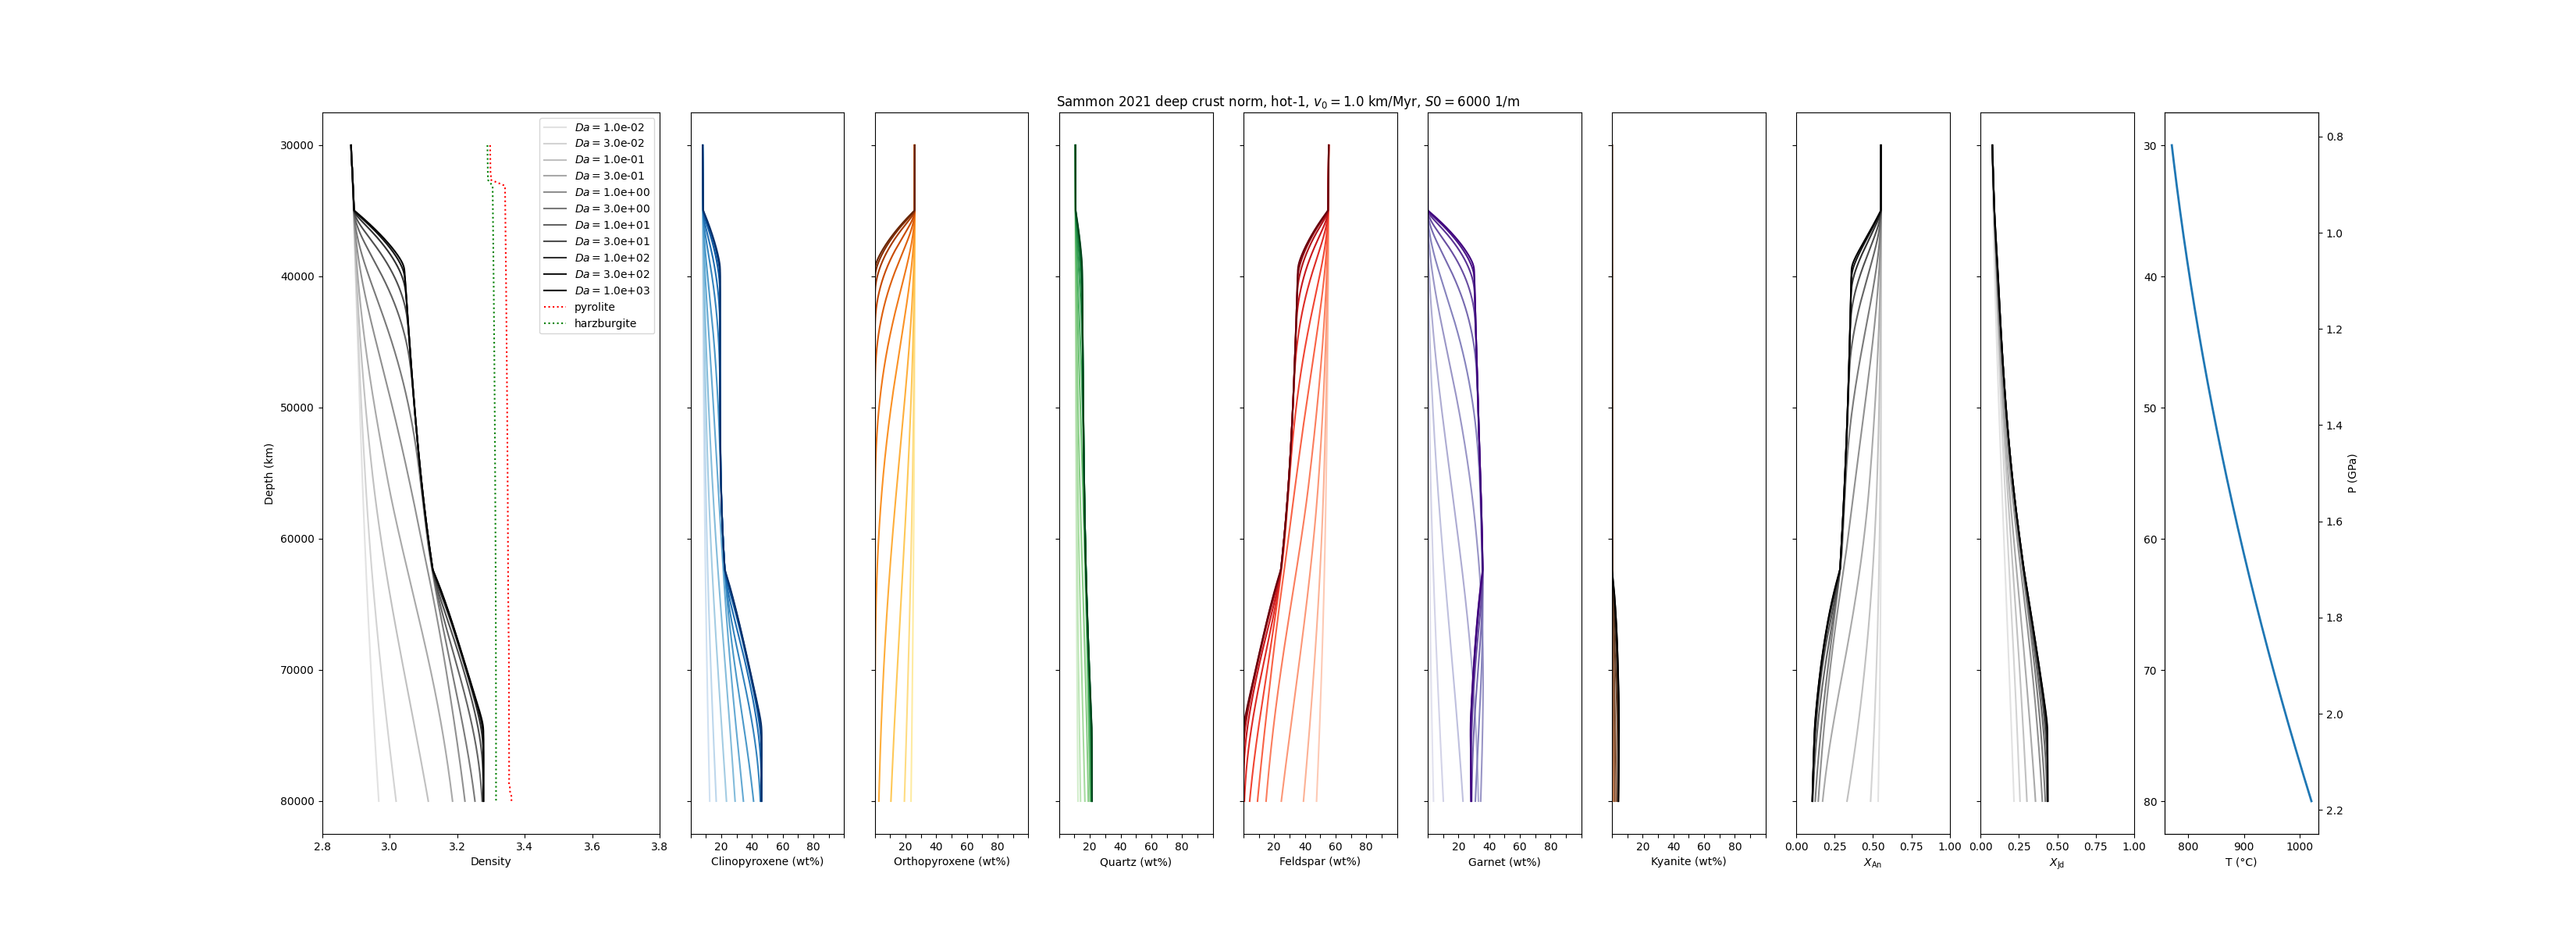 Sammon 2021 deep crust norm, hot-1, v₀ = 1.0 km/Myr, S0 = 6000 1/m
Da = 1.0e-02
Da = 3.0e-02
Da = 1.0e-01
Da = 3.0e-01
Da = 1.0e+00
Da = 3.0e+00
Da = 1.0e+01
Da = 3.0e+01
Da = 1.0e+02
Da = 3.0e+02
Da = 1.0e+03
pyrolite
harzburgite
Depth (km)
30000
40000
50000
60000
70000
80000
2.8 3.0 3.2 3.4 3.6 3.8
Density
20 40 60 80
Clinopyroxene (wt%)
20 40 60 80
Orthopyroxene (wt%)
20 40 60 80
Quartz (wt%)
20 40 60 80
Feldspar (wt%)
20 40 60 80
Garnet (wt%)
20 40 60 80
Kyanite (wt%)
0.00 0.25 0.50 0.75 1.00
X_An
0.00 0.25 0.50 0.75 1.00
X_Jd
30
40
50
60
70
80
800 900 1000
T (°C)
0.8
1.0
1.2
1.4
1.6
1.8
2.0
2.2
P (GPa)